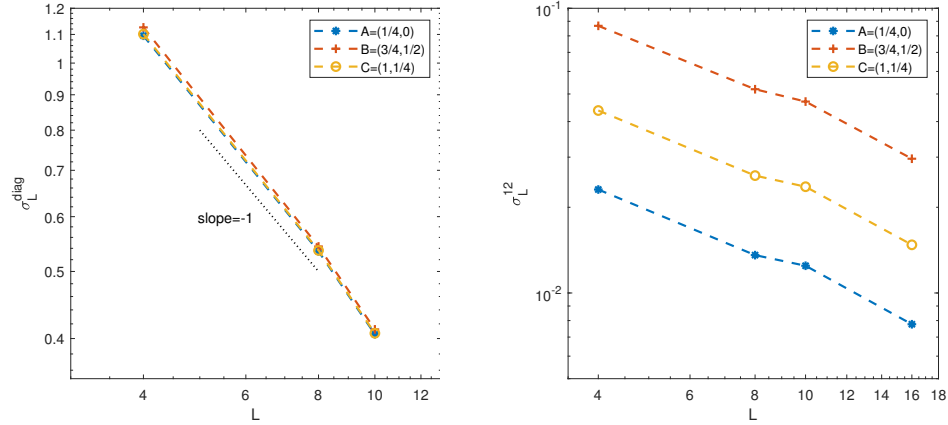 1.2
1.1
1
0.9
0.8
0.7
0.6
0.5
0.4
σ_L^diag
A=(1/4,0)
B=(3/4,1/2)
C=(1,1/4)
slope=-1
4
6
8
10
12
L
10^-1
10^-2
σ_L^12
A=(1/4,0)
B=(3/4,1/2)
C=(1,1/4)
4
6
8
10
12
14
16
18
L